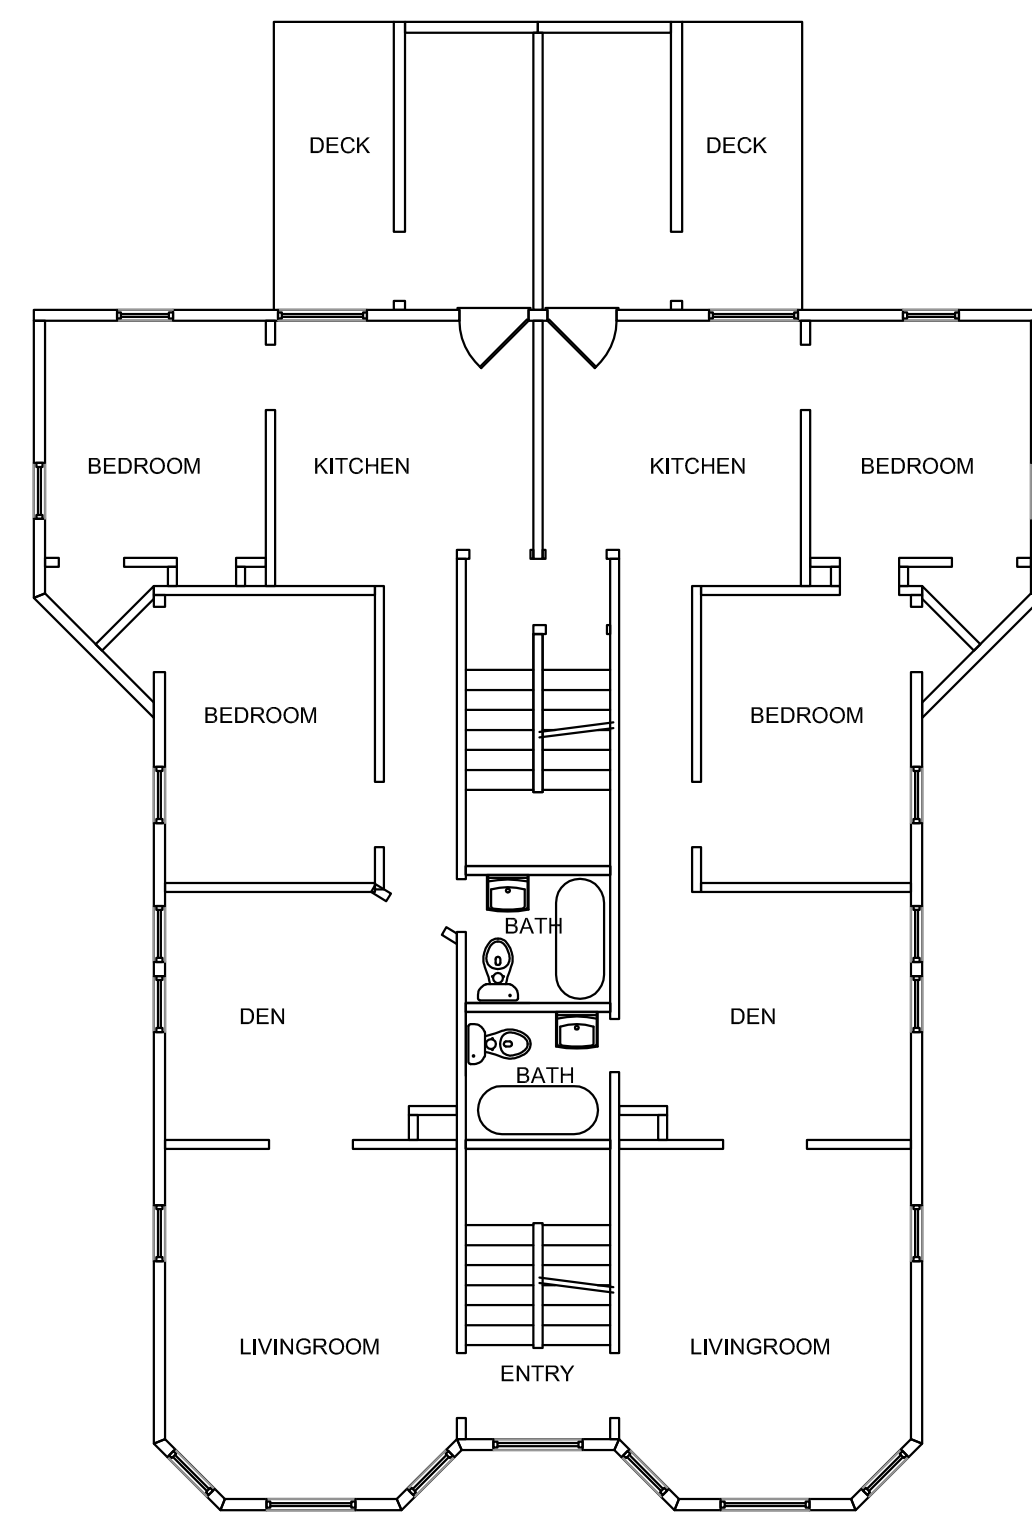 DECK
DECK
BEDROOM
KITCHEN
KITCHEN
BEDROOM
BEDROOM
BEDROOM
BATH
DEN
DEN
BATH
LIVINGROOM
LIVINGROOM
ENTRY